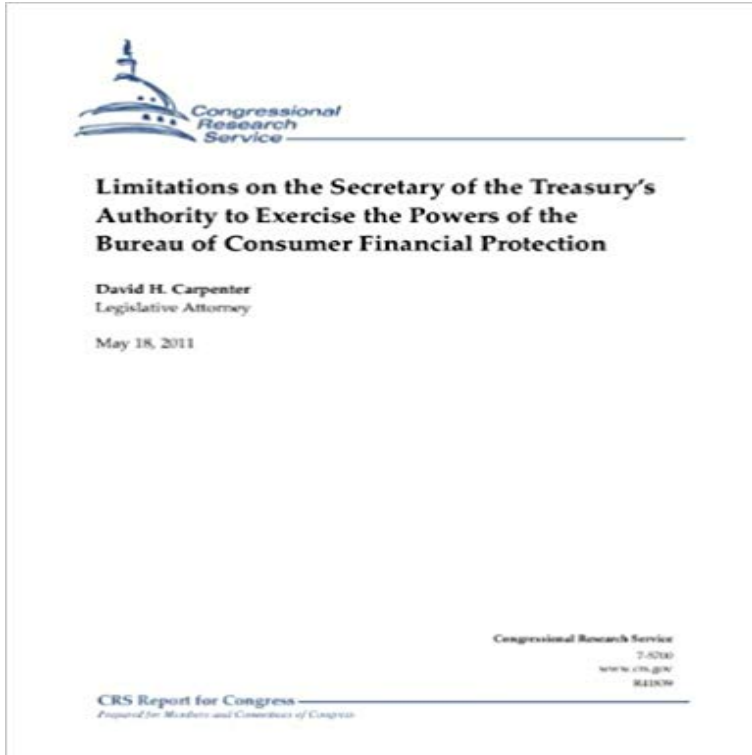 Congressional
Research
Service
Limitations on the Secretary of the Treasury's
Authority to Exercise the Powers of the
Bureau of Consumer Financial Protection
David H. Carpenter
Legislative Attorney
May 18, 2011
Congressional Research Service
7-5700
www.crs.gov
CRS Report for Congress
Prepared for Members and Committees of Congress